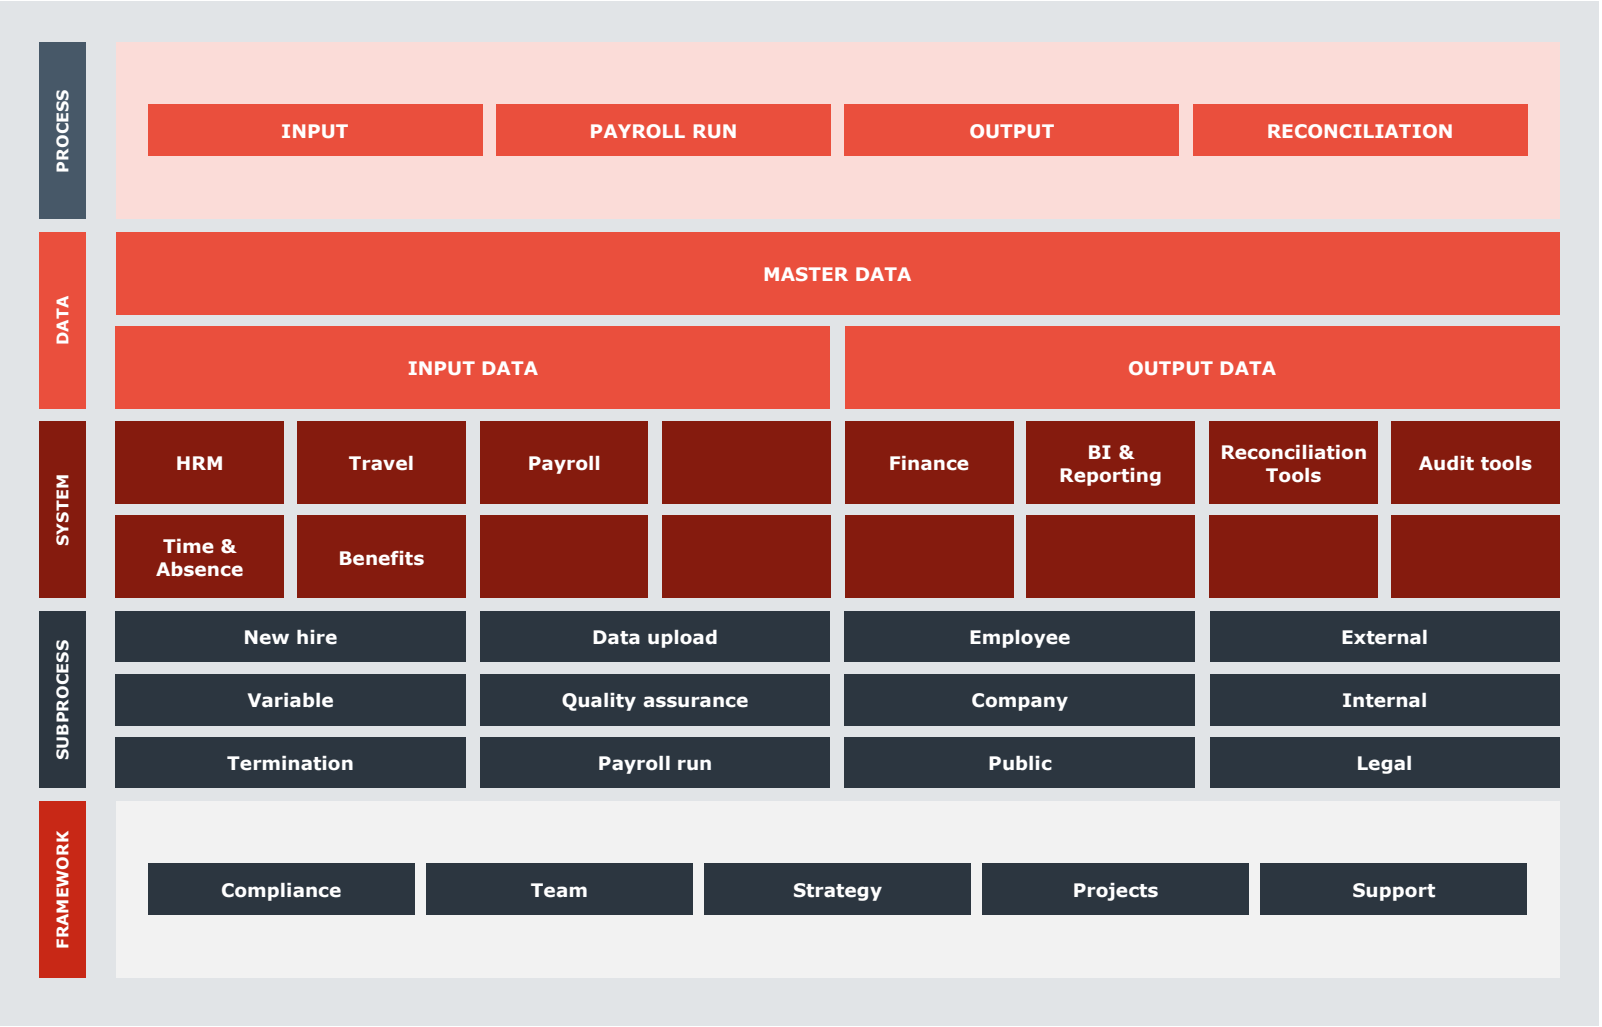 PROCESS
INPUT
PAYROLL RUN
OUTPUT
RECONCILIATION
DATA
MASTER DATA
INPUT DATA
OUTPUT DATA
SYSTEM
HRM
Travel
Payroll
Finance
BI &
Reporting
Reconciliation
Tools
Audit tools
Time &
Absence
Benefits
SUBPROCESS
New hire
Data upload
Employee
External
Variable
Quality assurance
Company
Internal
Termination
Payroll run
Public
Legal
FRAMEWORK
Compliance
Team
Strategy
Projects
Support